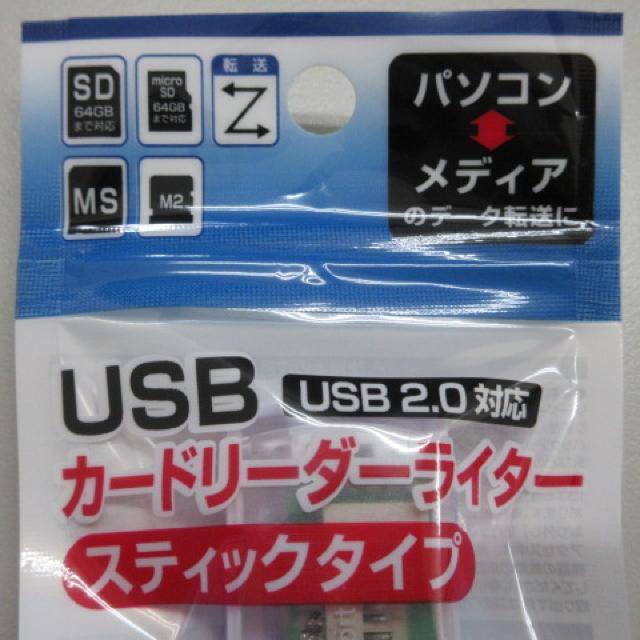 SD
64GB
まで対応
micro
SD
64GB
まで対応
転送
MS
M2
パソコン
メディア
のデータ転送に
USB
USB 2.0 対応
カードリーダーライター
スティックタイプ